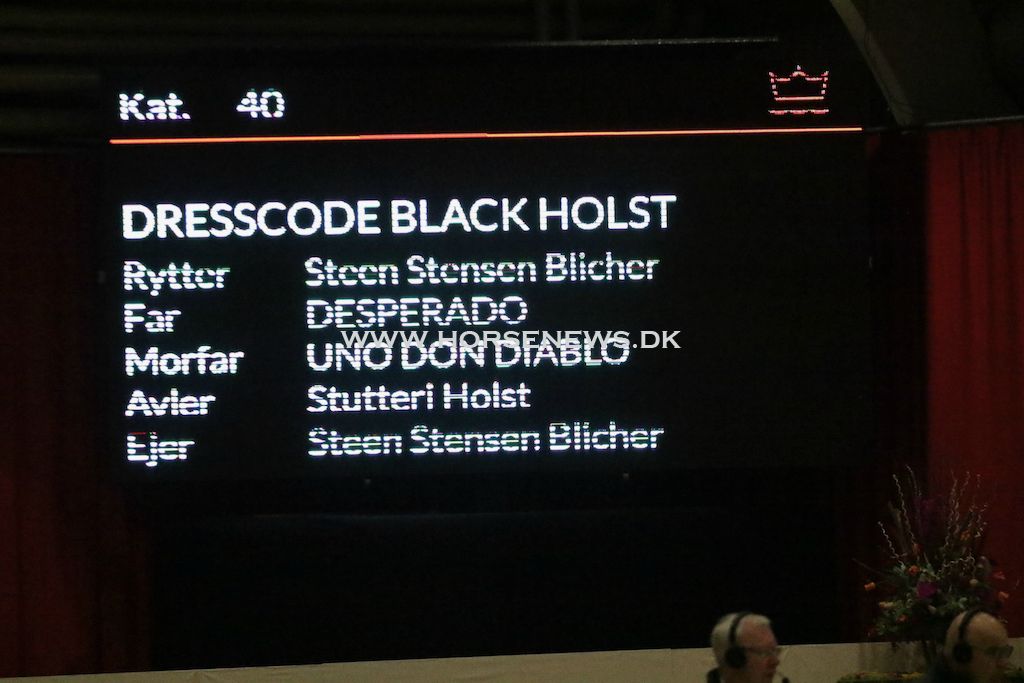 Kat. 40
DRESSCODE BLACK HOLST
Rytter Steen Stensen Blicher
Far DESPERADO
WWW.HORSENEWS.DK
Morfar UNO DON DIABLO
Avler Stutteri Holst
Ejer Steen Stensen Blicher